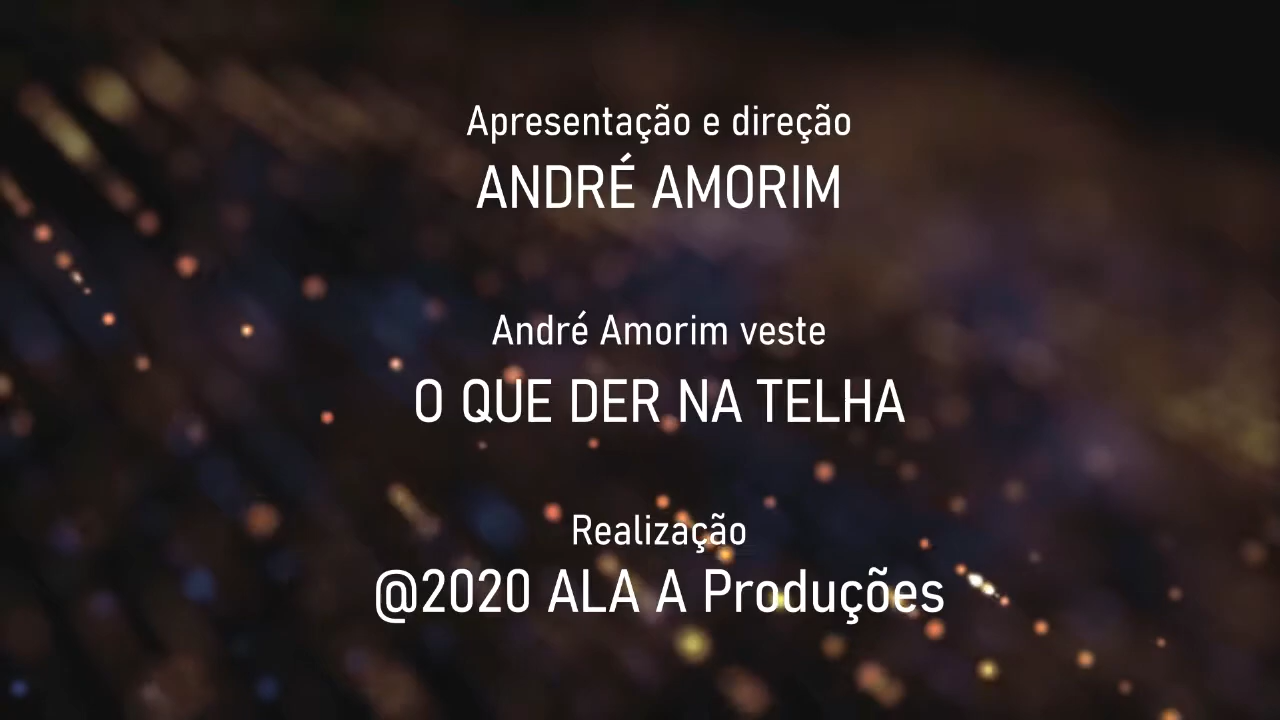 Apresentação e direção
ANDRÉ AMORIM
André Amorim veste
O QUE DER NA TELHA
Realização
@2020 ALA A Produções